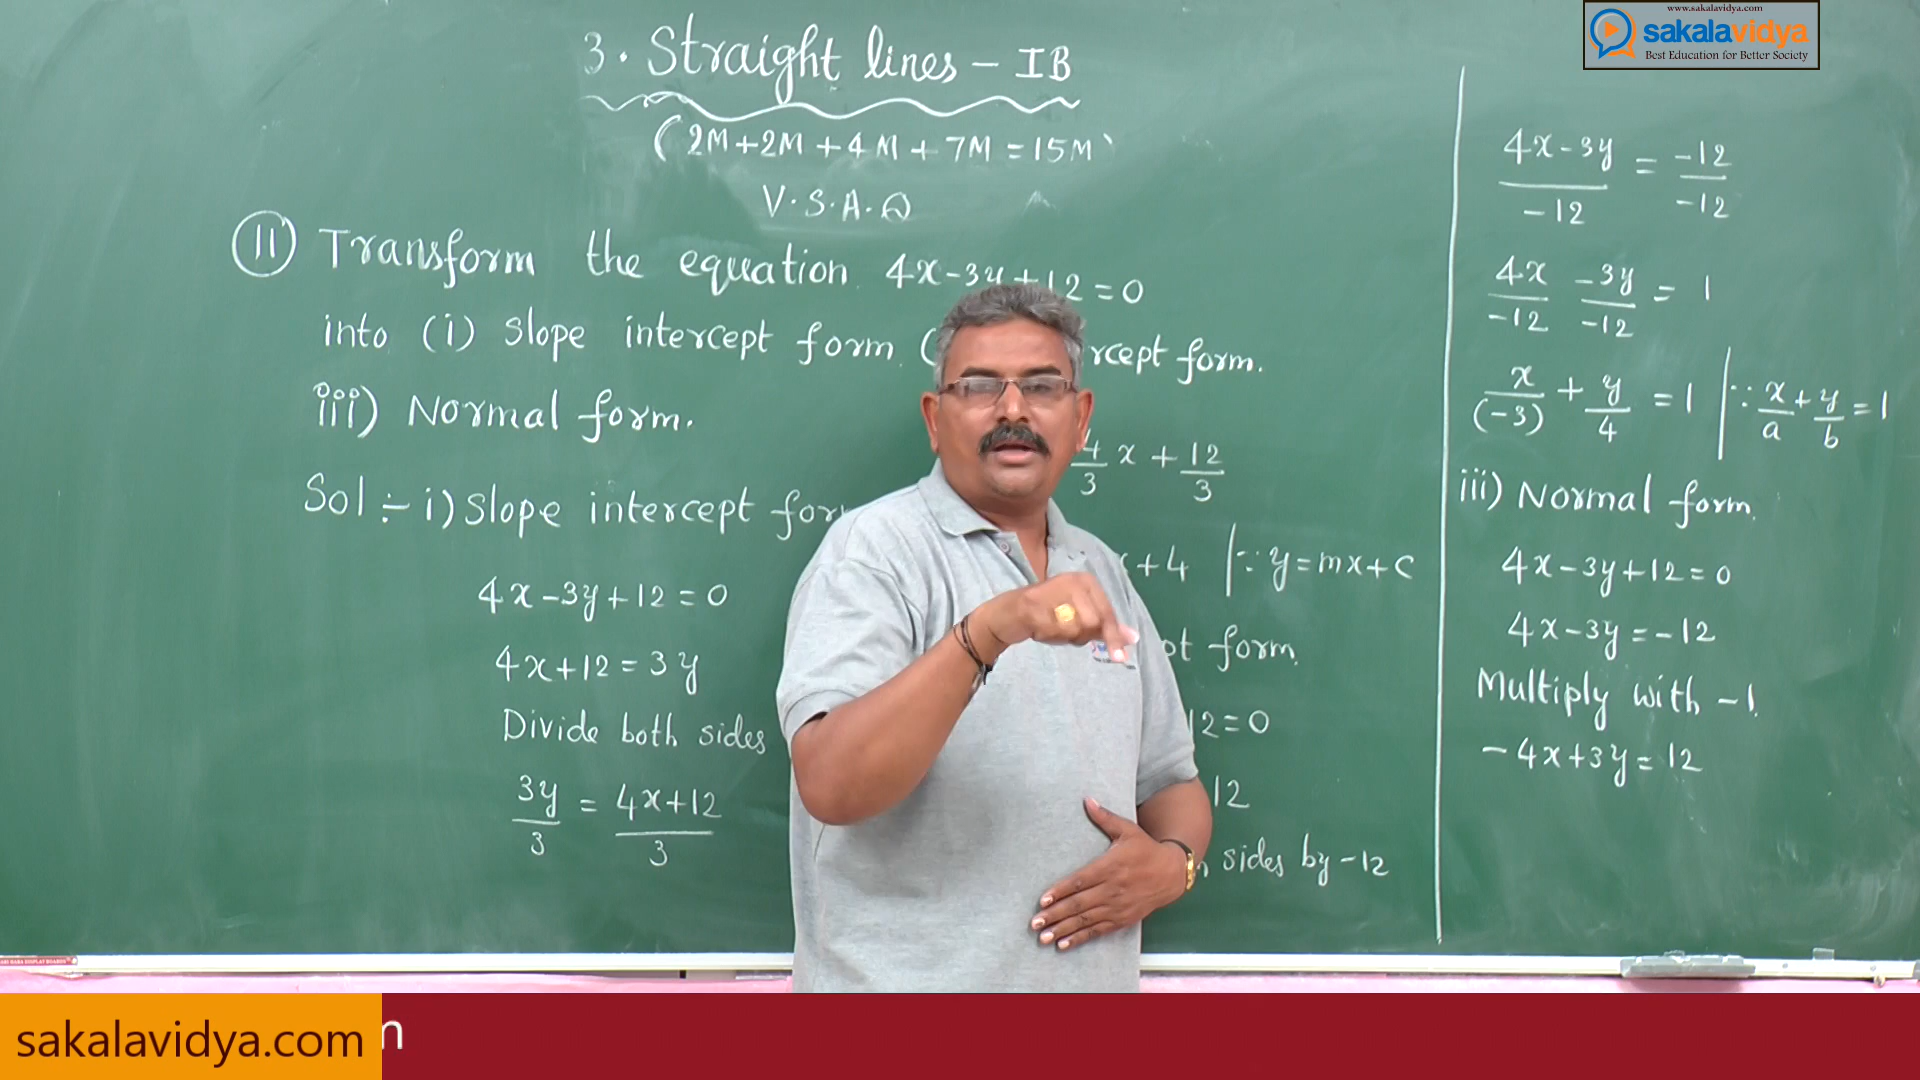 www.sakalavidya.com
sakalavidya
Best Education for Better Society
3. Straight lines - IB
(2M+2M+4M+7M=15M)
V.S.A.Q
11 Transform the equation 4x-3y+12=0
into (i) Slope intercept form (
form.
iii) Normal form.
Sol :- i) Slope intercept
4x-3y+12=0
4x+12=3y
Divide both sides
3y/3 = 4x+12/3
4/3 x + 12/3
+4 | ∵ y=mx+c
form.
12=0
12
sides by -12
4x-3y/-12 = -12/-12
4x/-12 -3y/-12 = 1
x/(-3) + y/4 = 1 | ∵ x/a + y/b = 1
iii) Normal form.
4x-3y+12=0
4x-3y=-12
Multiply with -1.
-4x+3y=12
sakalavidya.com